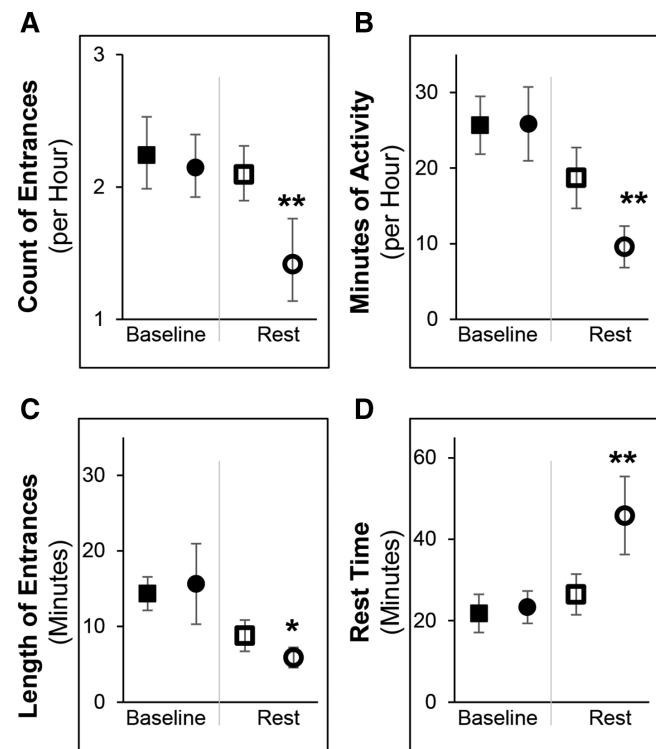 A
Count of Entrances
(per Hour)
3
2
1
**
Baseline
Rest
B
Minutes of Activity
(per Hour)
30
20
10
0
**
Baseline
Rest
C
Length of Entrances
(Minutes)
30
20
10
0
*
Baseline
Rest
D
Rest Time
(Minutes)
60
40
20
0
**
Baseline
Rest